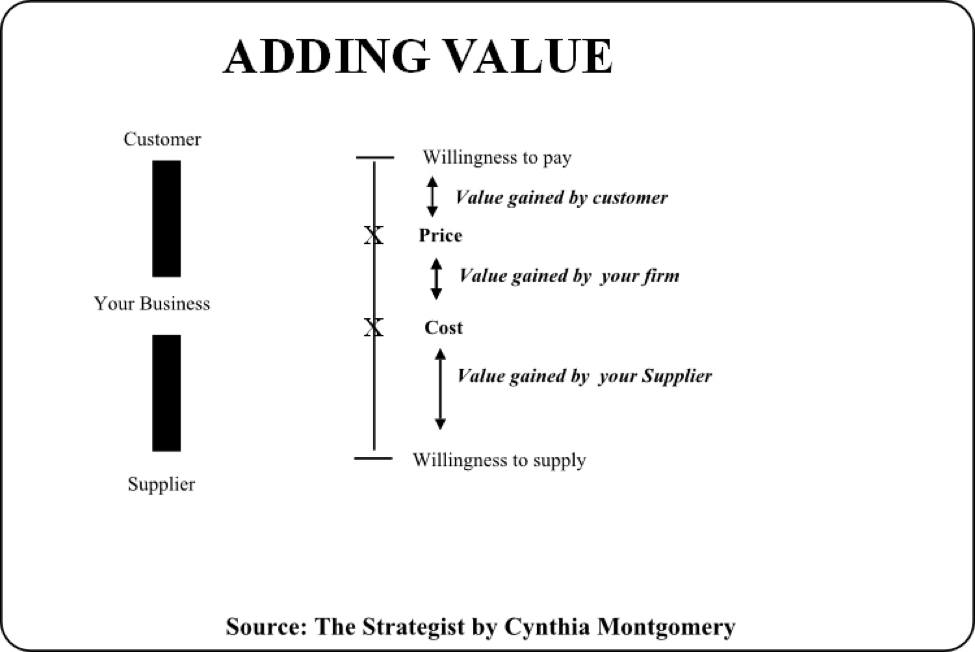 ADDING VALUE
Customer
Your Business
Supplier
Willingness to pay
Value gained by customer
X Price
Value gained by your firm
X Cost
Value gained by your Supplier
Willingness to supply
Source: The Strategist by Cynthia Montgomery